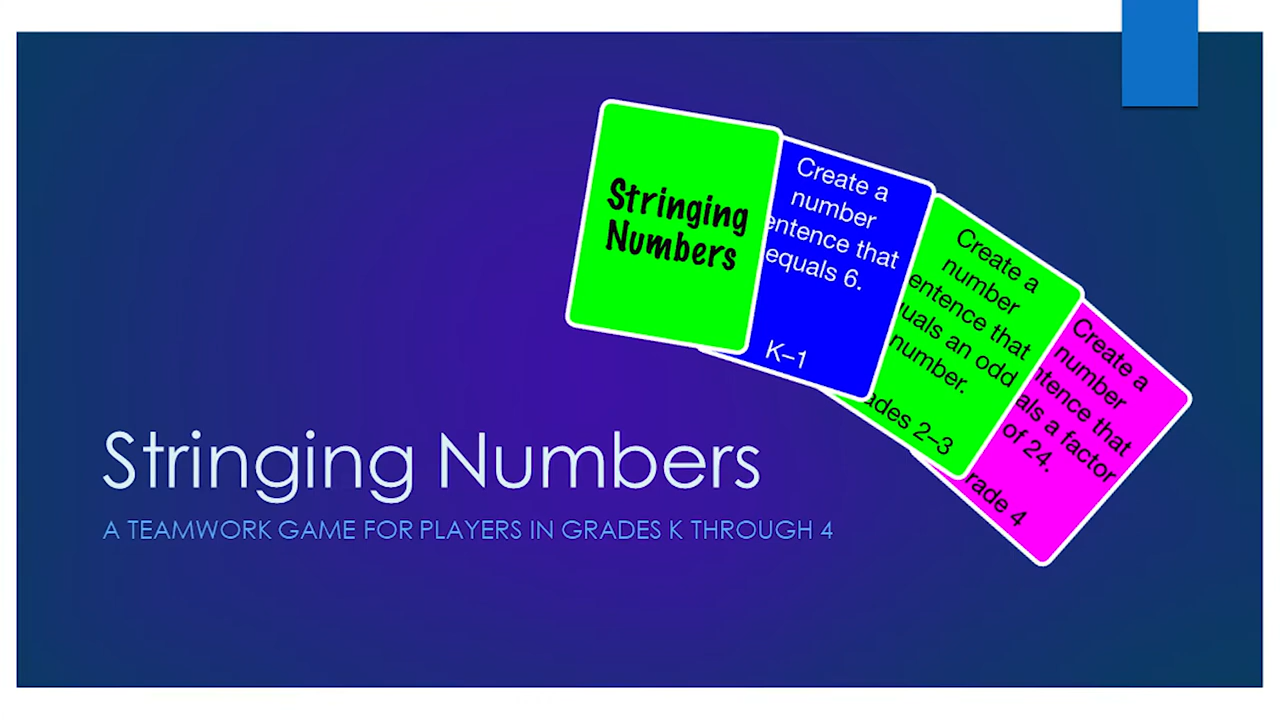 Stringing
Numbers
Create a
number
entence that
equals 6.
K–1
Create a
number
entence that
uals an odd
number.
ades 2–3
Create a
number
ntence that
als a factor
of 24.
rade 4
Stringing Numbers
A TEAMWORK GAME FOR PLAYERS IN GRADES K THROUGH 4